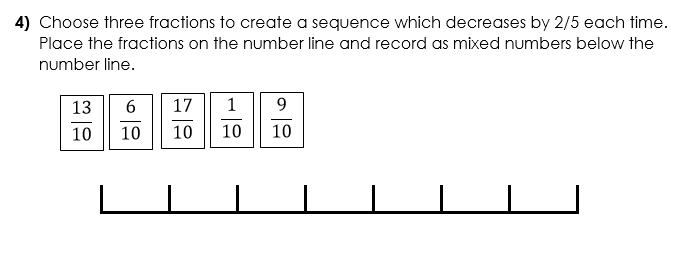 4) Choose three fractions to create a sequence which decreases by 2/5 each time.
Place the fractions on the number line and record as mixed numbers below the
number line.
13 6 17 1 9
10 10 10 10 10